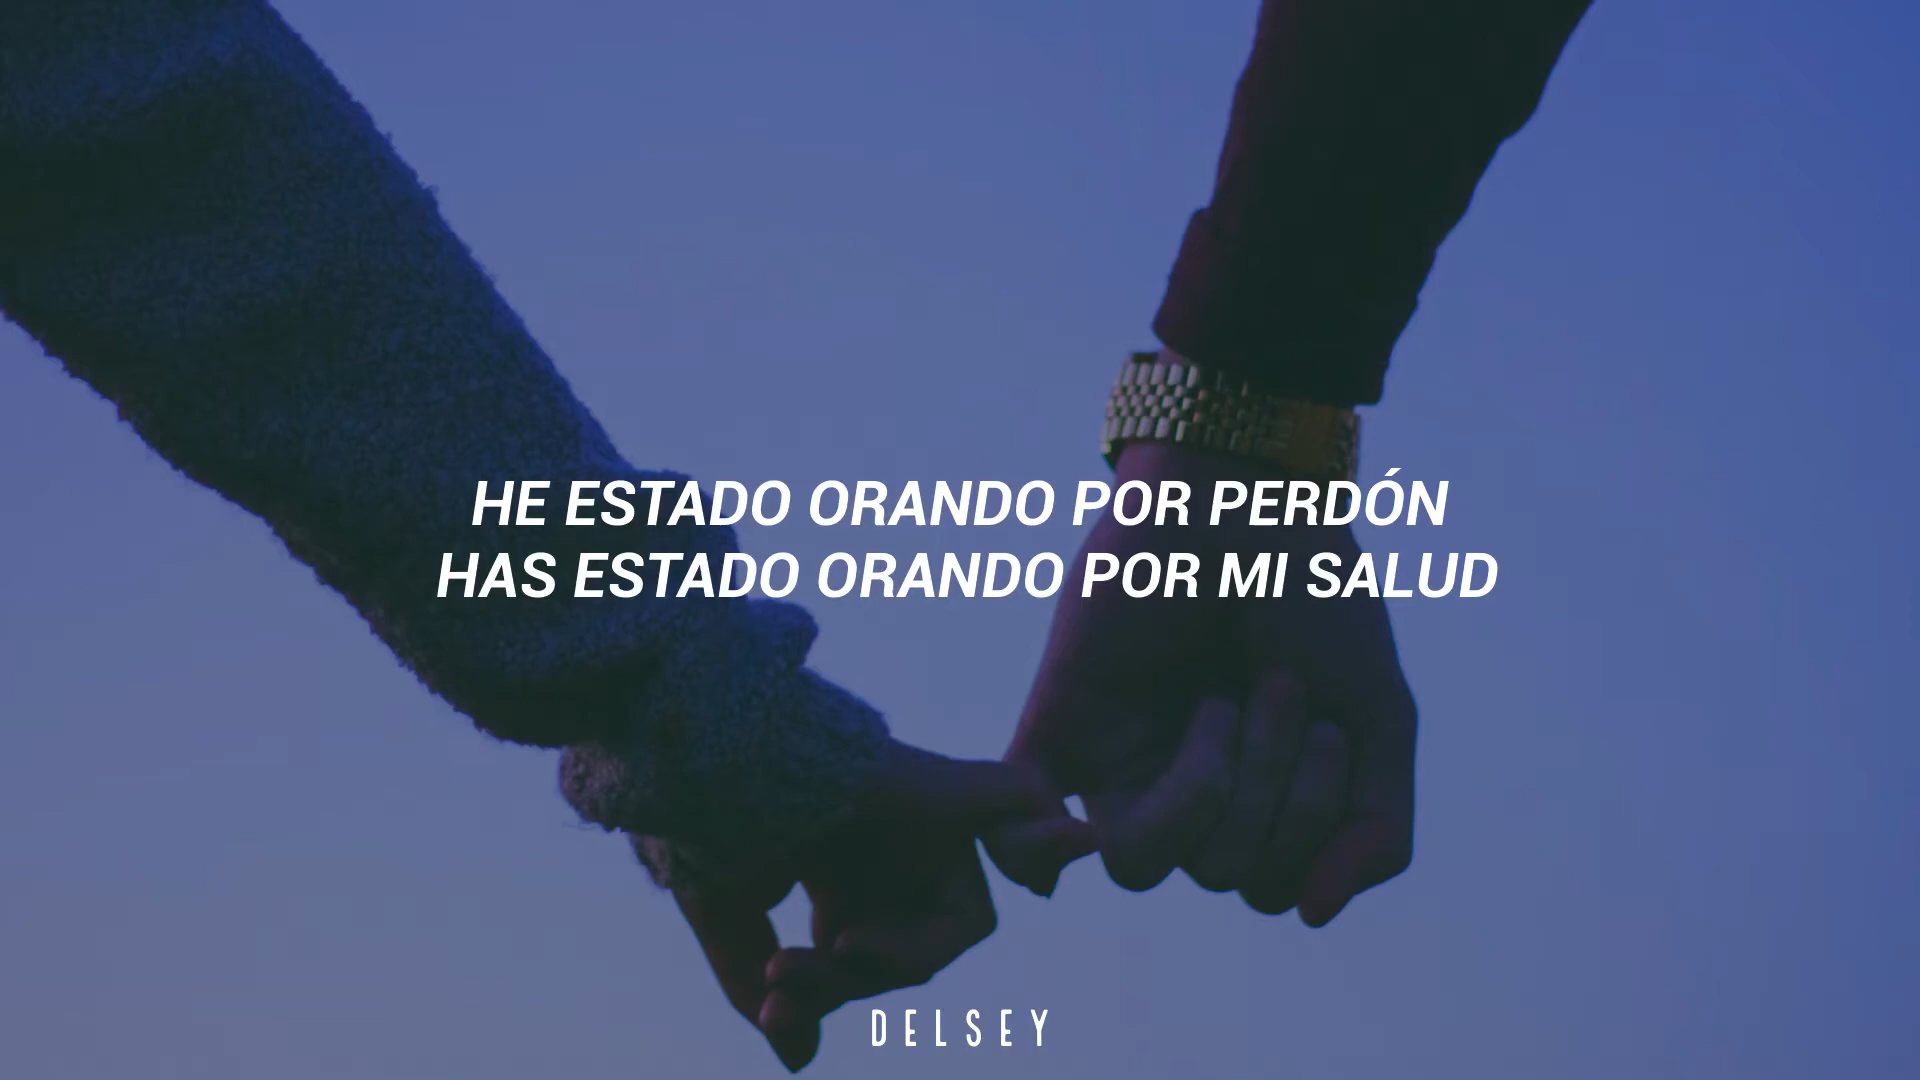 HE ESTADO ORANDO POR PERDÓN
HAS ESTADO ORANDO POR MI SALUD
DELSEY